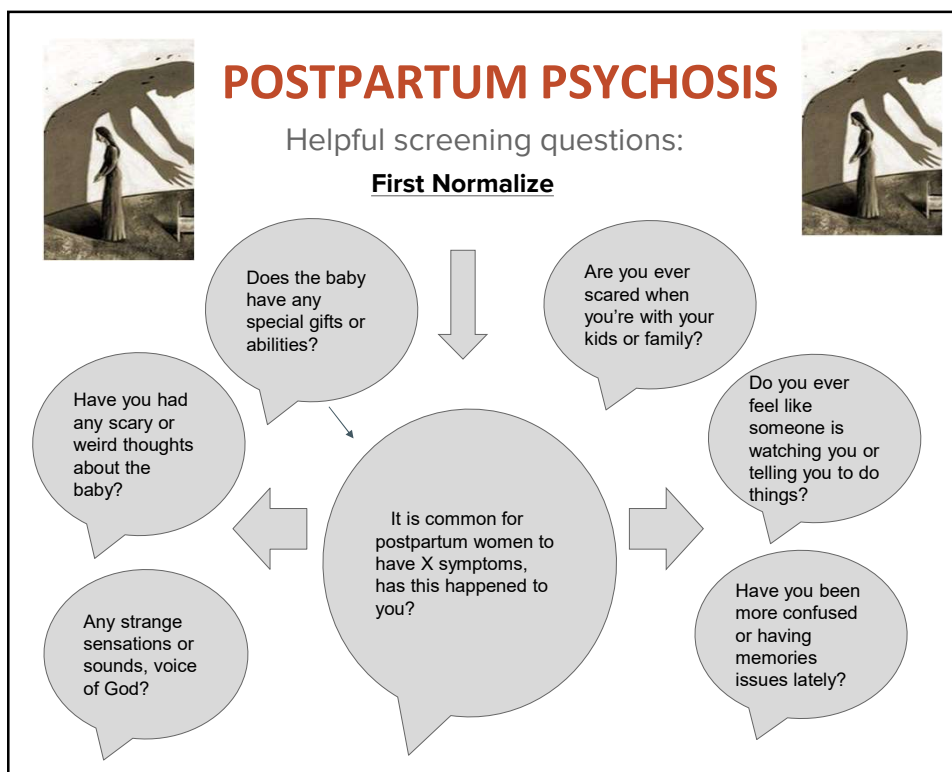 POSTPARTUM PSYCHOSIS
Helpful screening questions:
First Normalize
Does the baby
have any
special gifts or
abilities?
Are you ever
scared when
you’re with your
kids or family?
Have you had
any scary or
weird thoughts
about the
baby?
Do you ever
feel like
someone is
watching you or
telling you to do
things?
It is common for
postpartum women to
have X symptoms,
has this happened to
you?
Any strange
sensations or
sounds, voice
of God?
Have you been
more confused
or having
memories
issues lately?